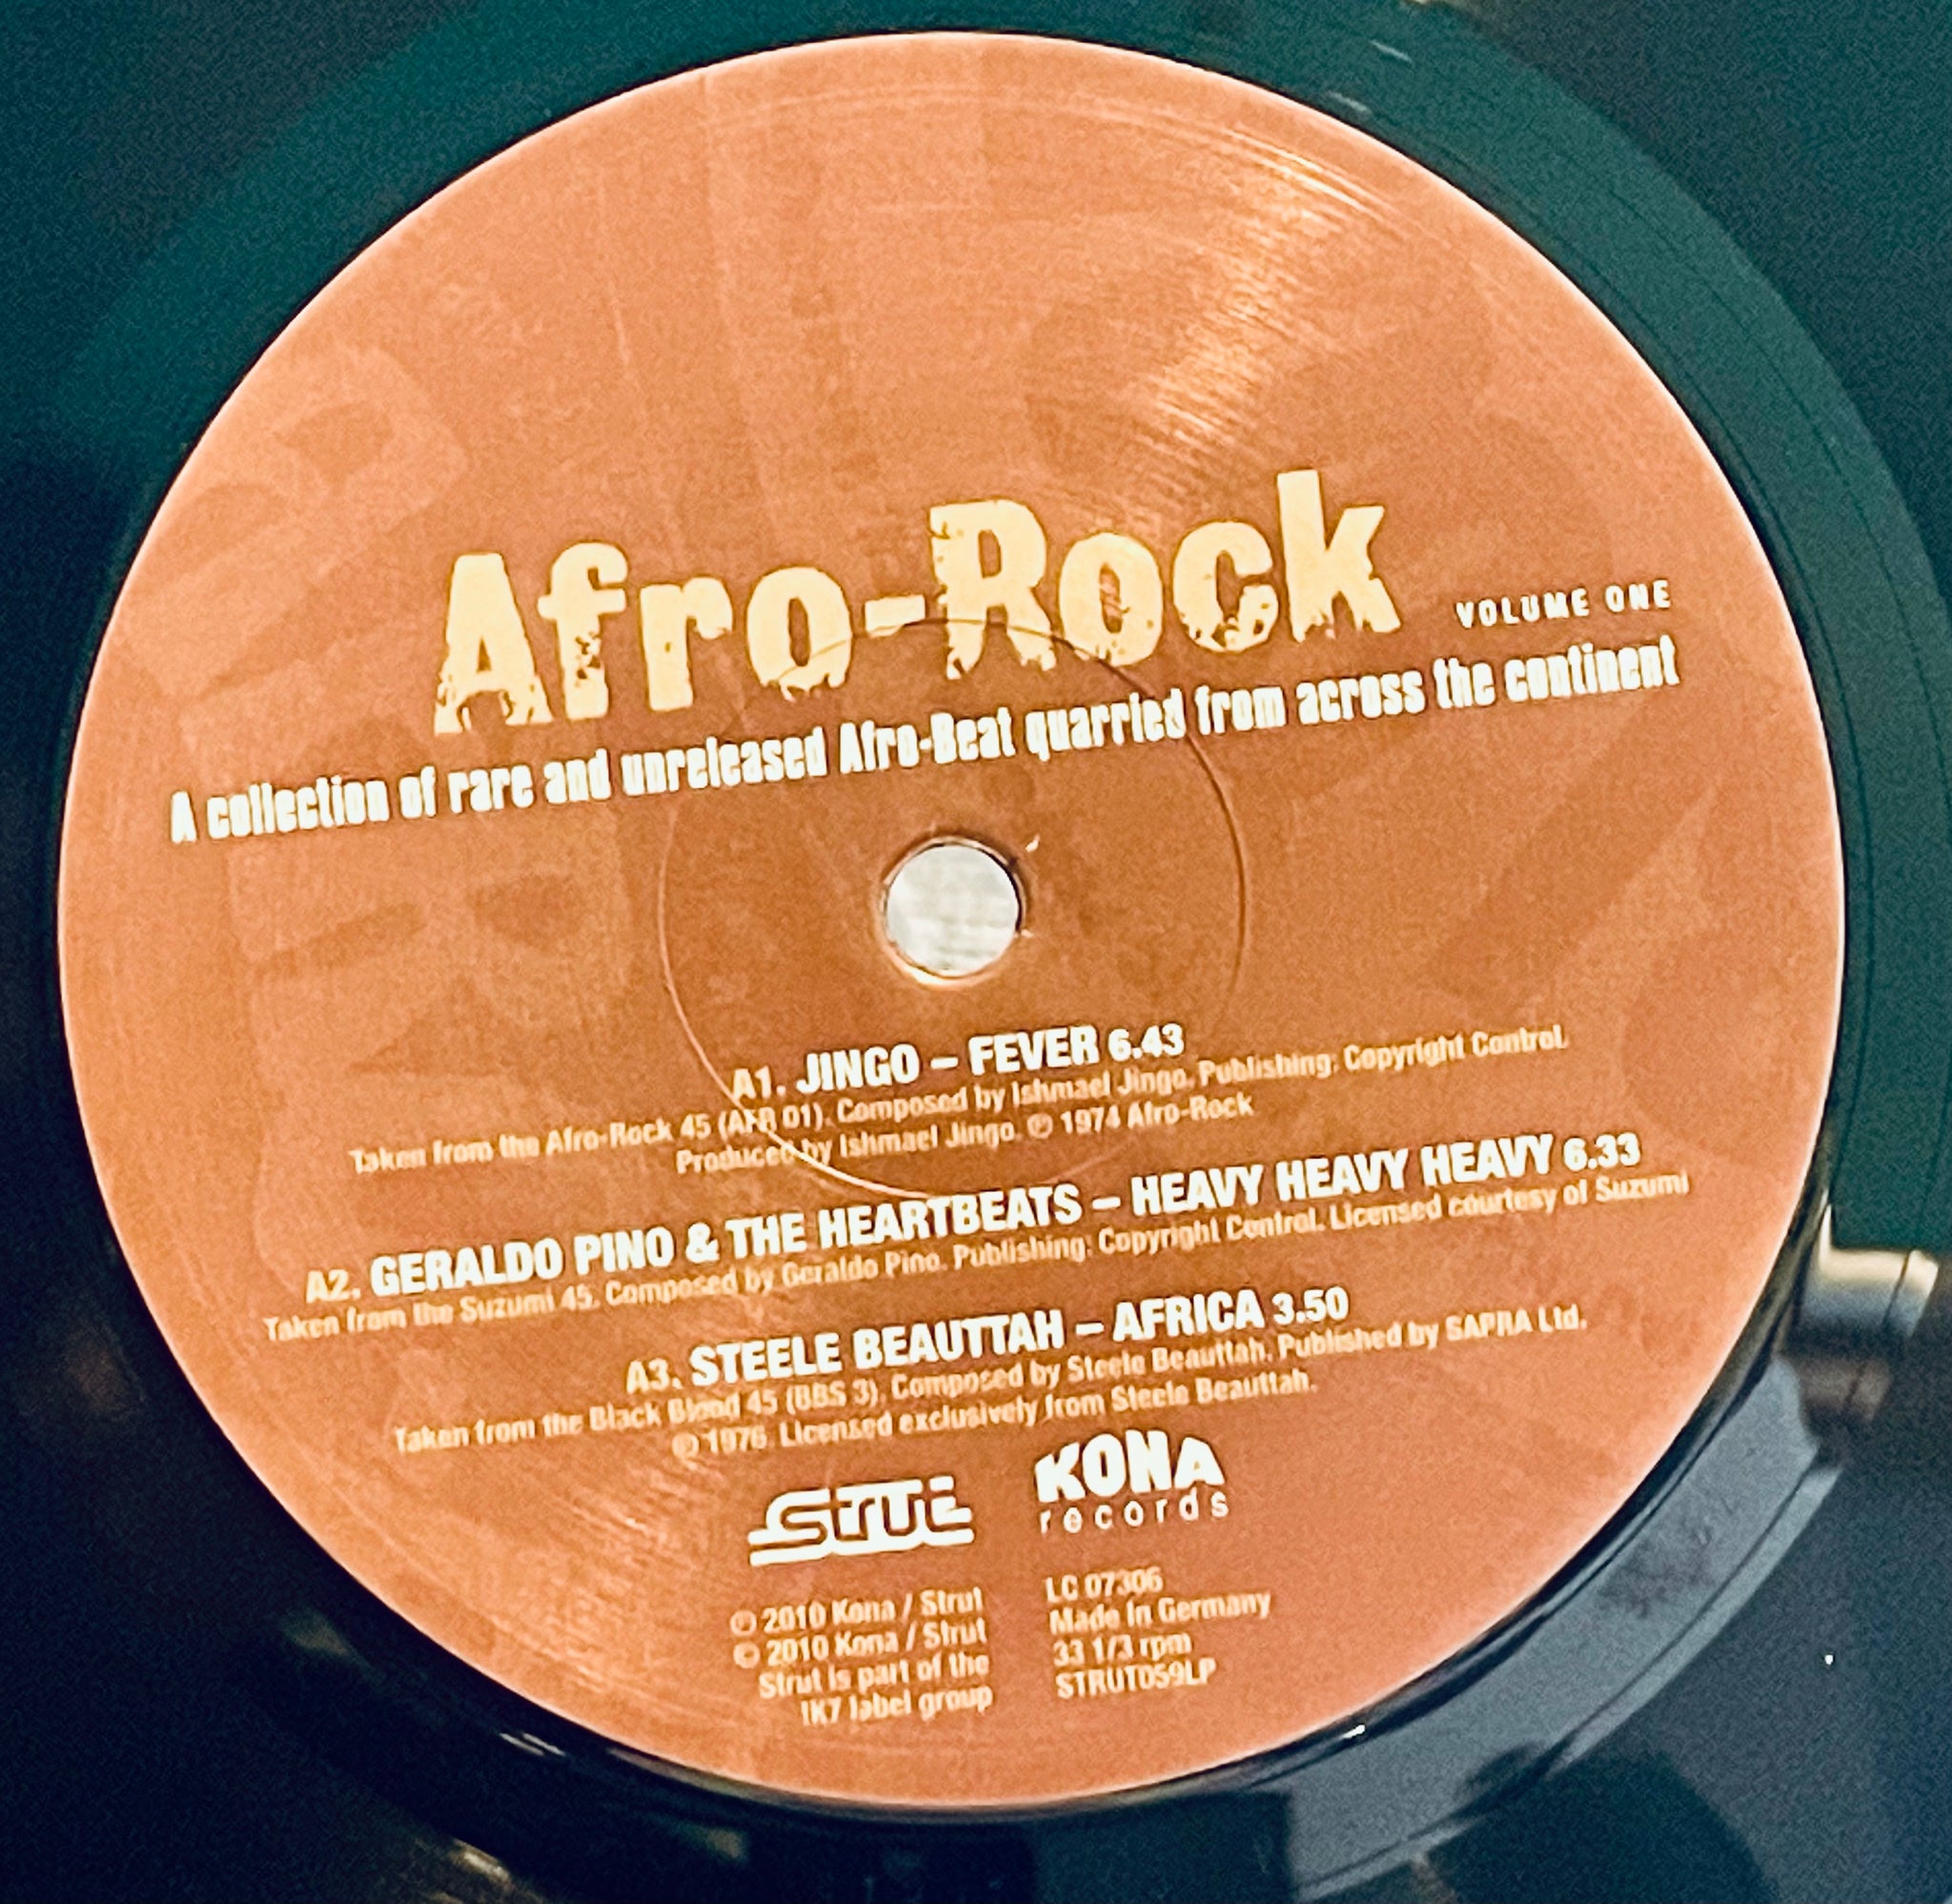 Afro-Rock
VOLUME ONE
A collection of rare and unreleased Afro-Beat quarried from across the continent
A1. JINGO – FEVER 6.43
Taken from the Afro-Rock 45 (AFR 01). Composed by Ishmael Jingo. Publishing: Copyright Control.
Produced by Ishmael Jingo. ℗ 1974 Afro-Rock
A2. GERALDO PINO & THE HEARTBEATS – HEAVY HEAVY HEAVY 6.33
Taken from the Suzumi 45. Composed by Geraldo Pino. Publishing: Copyright Control. Licensed courtesy of Suzumi
A3. STEELE BEAUTTAH – AFRICA 3.50
Taken from the Black Blood 45 (BBS 3). Composed by Steele Beauttah. Published by SAPRA Ltd.
℗ 1976. Licensed exclusively from Steele Beauttah.
STRUT
KONA
records
℗ 2010 Kona / Strut
© 2010 Kona / Strut
Strut is part of the
!K7 label group
LC 07306
Made in Germany
33 1/3 rpm
STRUT059LP